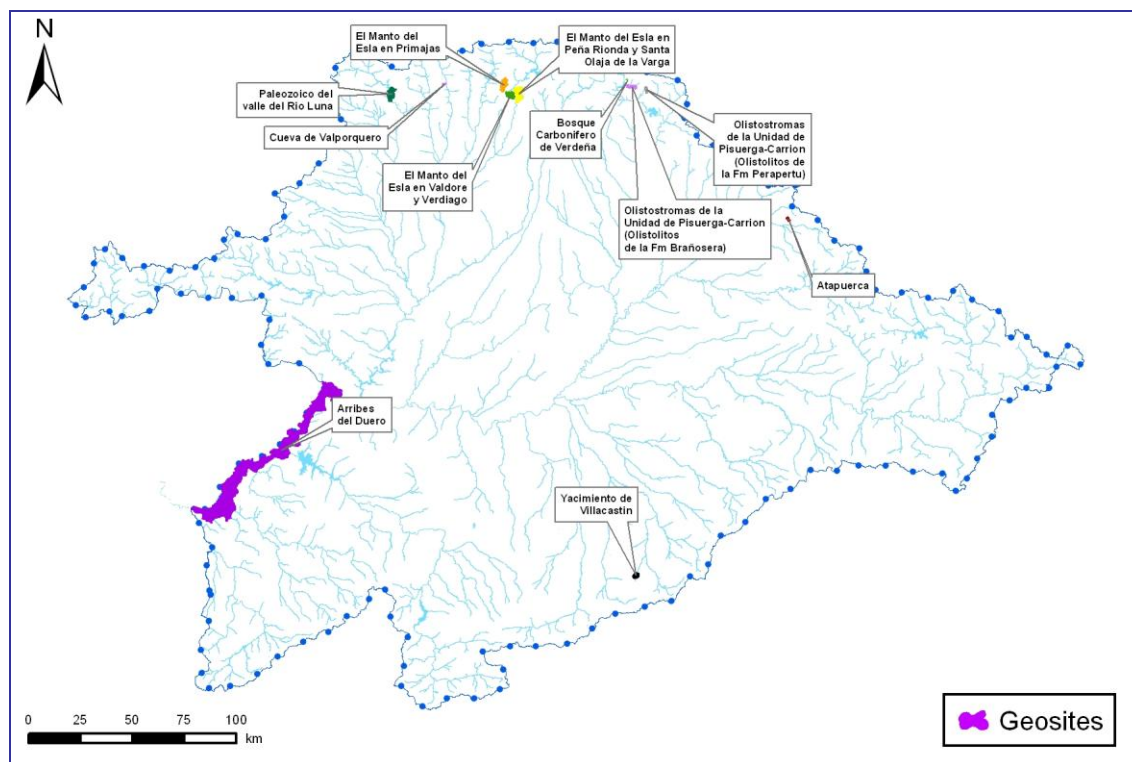 N
El Manto del
Esla en Primajas
El Manto del Esla en
Peña Rionda y Santa
Olaja de la Varga
Paleozoico del
valle del Rio Luna
Cueva de Valporquero
El Manto del
Esla en Valdore
y Verdiago
Bosque
Carbonífero
de Verdeña
Olistostromas
de la Unidad de
Pisuerga-Carrion
(Olistolitos de
la Fm Perapertu)
Olistostromas de la
Unidad de Pisuerga-Carrion
(Olistolitos
de la Fm Brañosera)
Atapuerca
Arribes
del Duero
Yacimiento de
Villacastin
0 25 50 75 100
km
Geosites